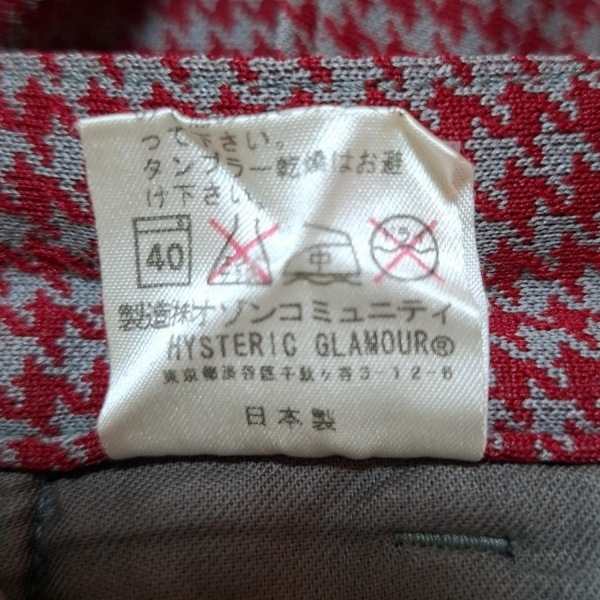 って下さい。
タンブラー乾燥はお避
け下さい
40 中
製造㈱オゾンコミュニティ
HYSTERIC GLAMOUR®
東京都渋谷区千駄ヶ谷3-12-6
日本製